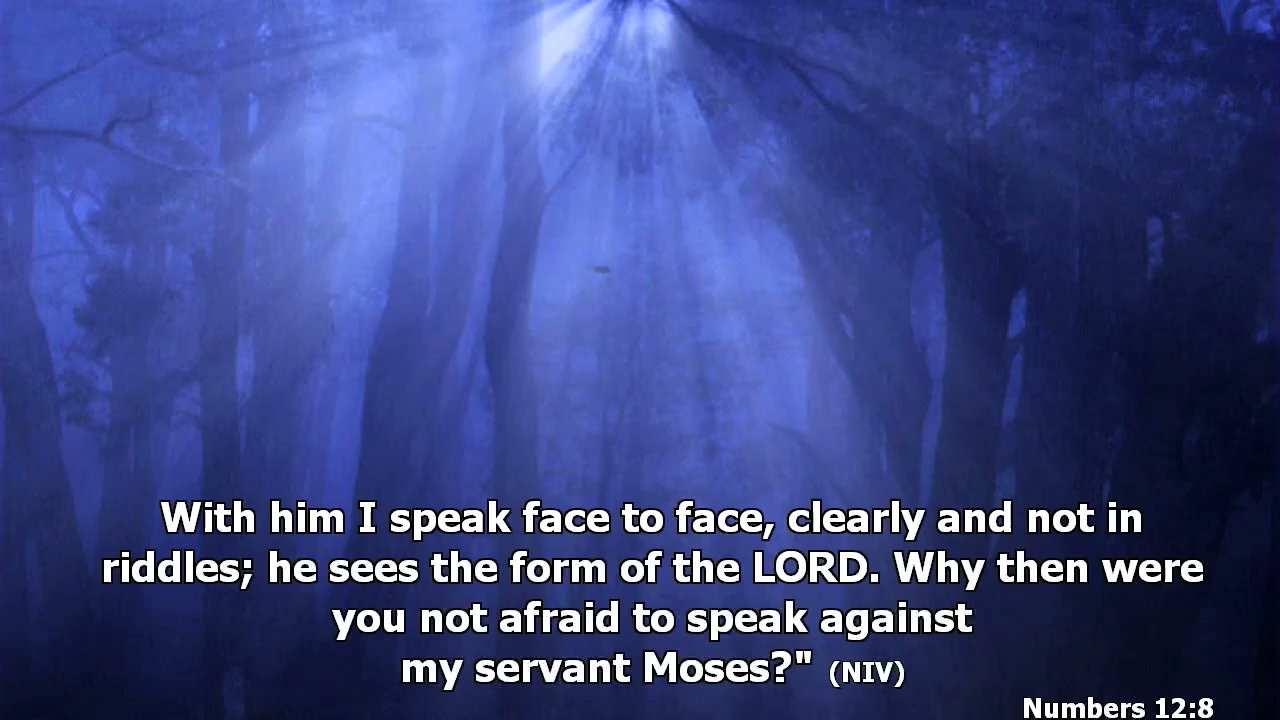 With him I speak face to face, clearly and not in
riddles; he sees the form of the LORD. Why then were
you not afraid to speak against
my servant Moses?" (NIV)
Numbers 12:8